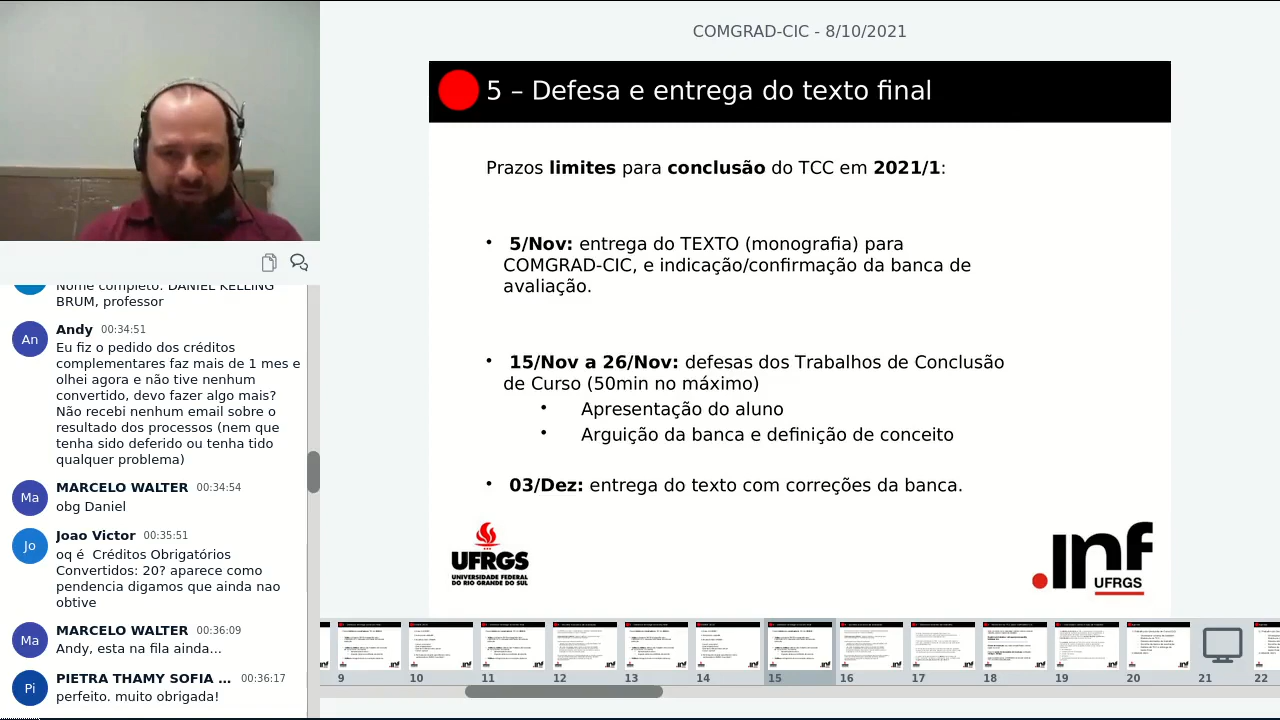 COMGRAD-CIC - 8/10/2021
5 – Defesa e entrega do texto final
Prazos limites para conclusão do TCC em 2021/1:
• 5/Nov: entrega do TEXTO (monografia) para
COMGRAD-CIC, e indicação/confirmação da banca de
avaliação.
• 15/Nov a 26/Nov: defesas dos Trabalhos de Conclusão
de Curso (50min no máximo)
• Apresentação do aluno
• Arguição da banca e definição de conceito
• 03/Dez: entrega do texto com correções da banca.
UFRGS
UNIVERSIDADE FEDERAL
DO RIO GRANDE DO SUL
.inf
UFRGS
Nome completo: DANIEL KELLING
BRUM, professor
An
Andy 00:34:51
Eu fiz o pedido dos créditos
complementares faz mais de 1 mes e
olhei agora e não tive nenhum
convertido, devo fazer algo mais?
Não recebi nenhum email sobre o
resultado dos processos (nem que
tenha sido deferido ou tenha tido
qualquer problema)
Ma
MARCELO WALTER 00:34:54
obg Daniel
Jo
Joao Victor 00:35:51
oq é  Créditos Obrigatórios
Convertidos: 20? aparece como
pendencia digamos que ainda nao
obtive
Ma
MARCELO WALTER 00:36:09
Andy, esta na fila ainda...
Pi
PIETRA THAMY SOFIA ... 00:36:17
perfeito. muito obrigada!
9 10 11 12 13 14 15 16 17 18 19 20 21 22